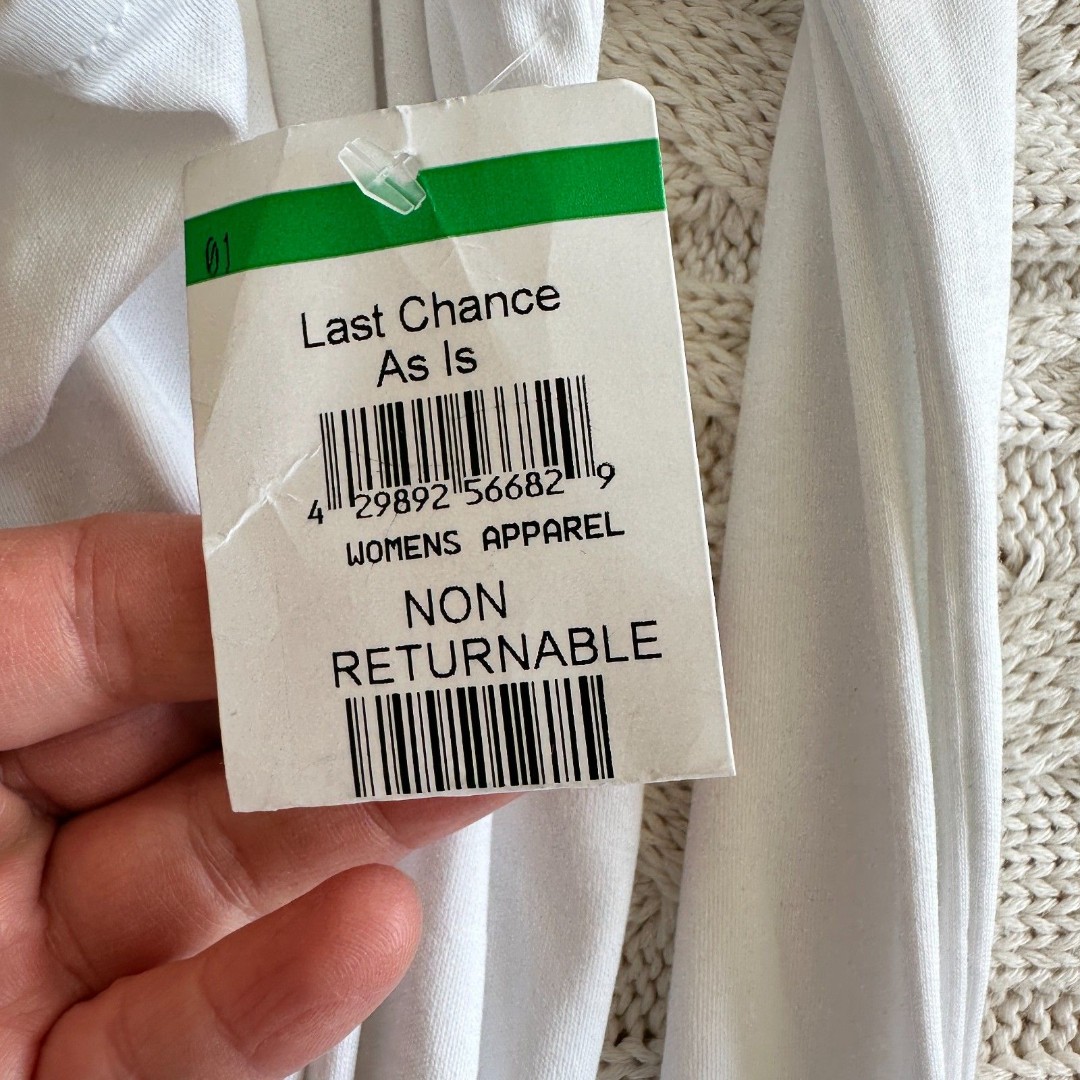 01
Last Chance
As Is
4 29892 56682 9
WOMENS APPAREL
NON
RETURNABLE